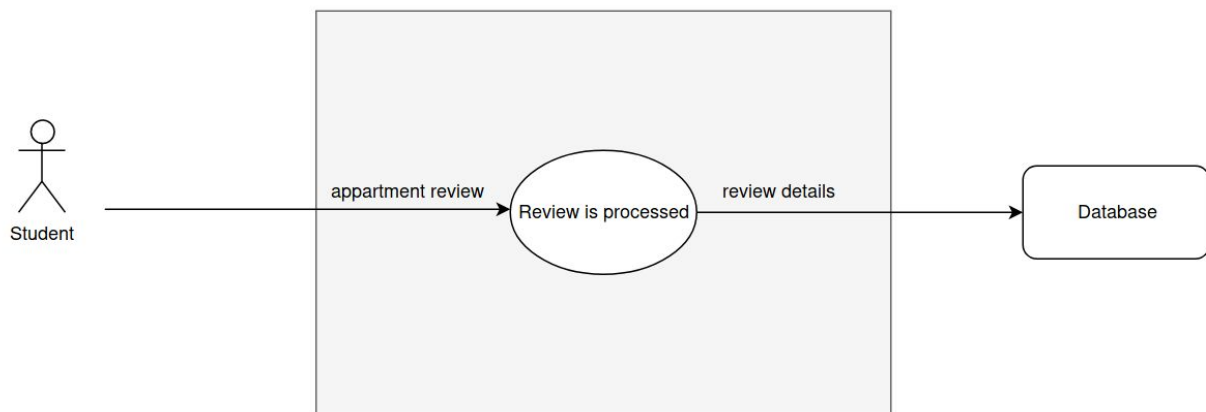 appartment review
review details
Review is processed
Database
Student